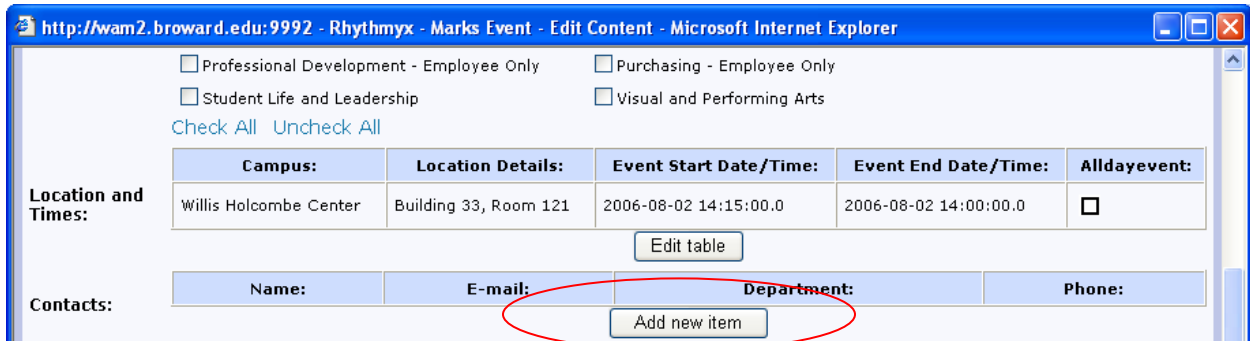 http://wam2.broward.edu:9992 - Rhythmyx - Marks Event - Edit Content - Microsoft Internet Explorer
Professional Development - Employee Only Purchasing - Employee Only
Student Life and Leadership Visual and Performing Arts
Check All Uncheck All
Campus: Location Details: Event Start Date/Time: Event End Date/Time: Alldayevent:
Location and
Times:
Willis Holcombe Center Building 33, Room 121 2006-08-02 14:15:00.0 2006-08-02 14:00:00.0
Edit table
Contacts:
Name: E-mail: Department: Phone:
Add new item